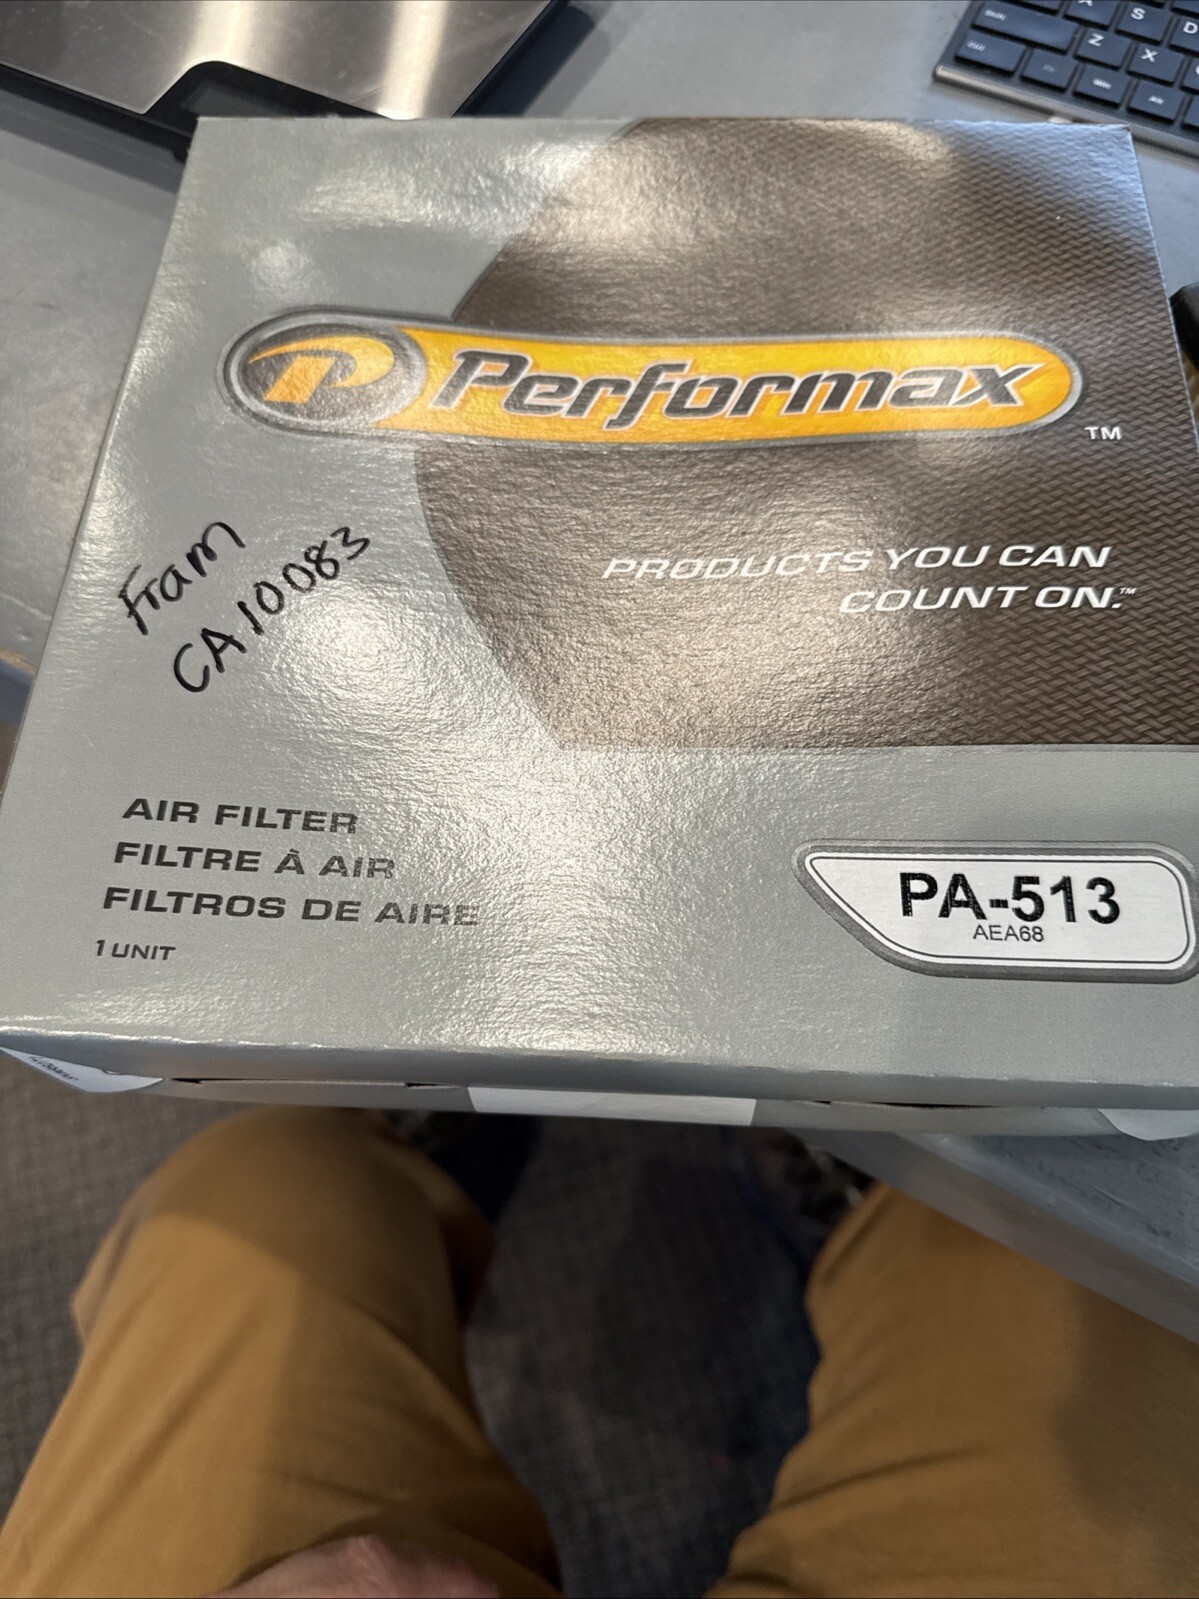 Performax
TM
PRODUCTS YOU CAN
COUNT ON.™
Fram
CA10083
AIR FILTER
FILTRE À AIR
FILTROS DE AIRE
1 UNIT
PA-513
AEA68
A S D
Z X